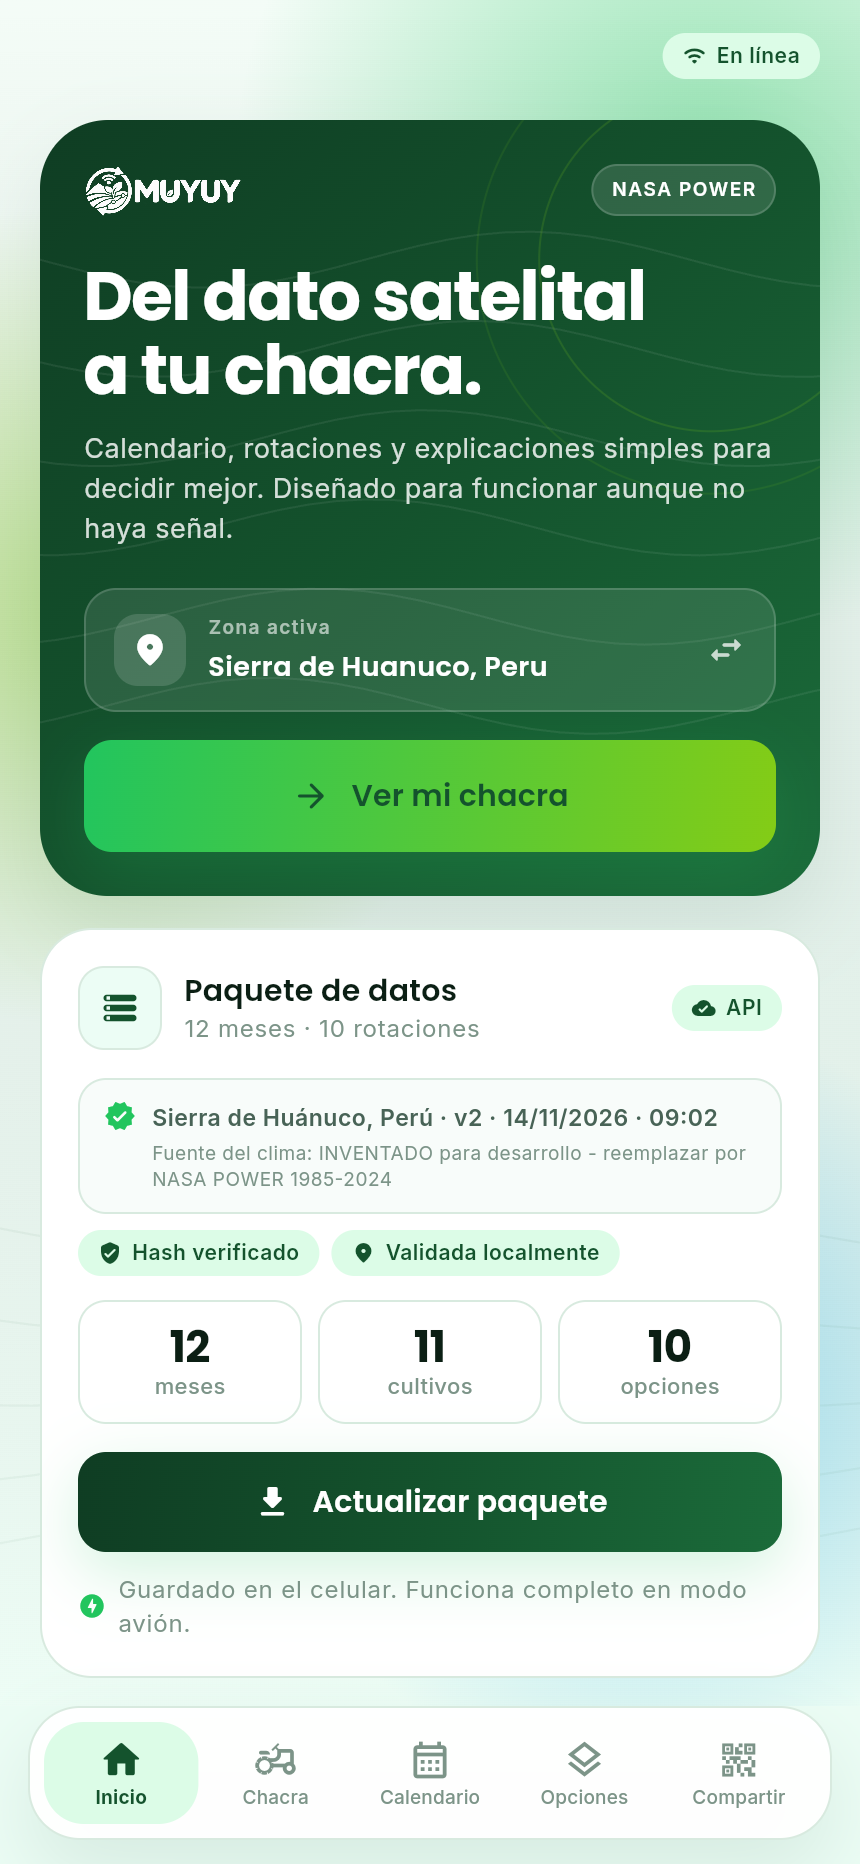 En línea
MUYUY
NASA POWER
Del dato satelital
a tu chacra.
Calendario, rotaciones y explicaciones simples para
decidir mejor. Diseñado para funcionar aunque no
haya señal.
Zona activa
Sierra de Huanuco, Peru
Ver mi chacra
Paquete de datos
12 meses · 10 rotaciones
API
Sierra de Huánuco, Perú · v2 · 14/11/2026 · 09:02
Fuente del clima: INVENTADO para desarrollo - reemplazar por
NASA POWER 1985-2024
Hash verificado
Validada localmente
12
meses
11
cultivos
10
opciones
Actualizar paquete
Guardado en el celular. Funciona completo en modo
avión.
Inicio
Chacra
Calendario
Opciones
Compartir